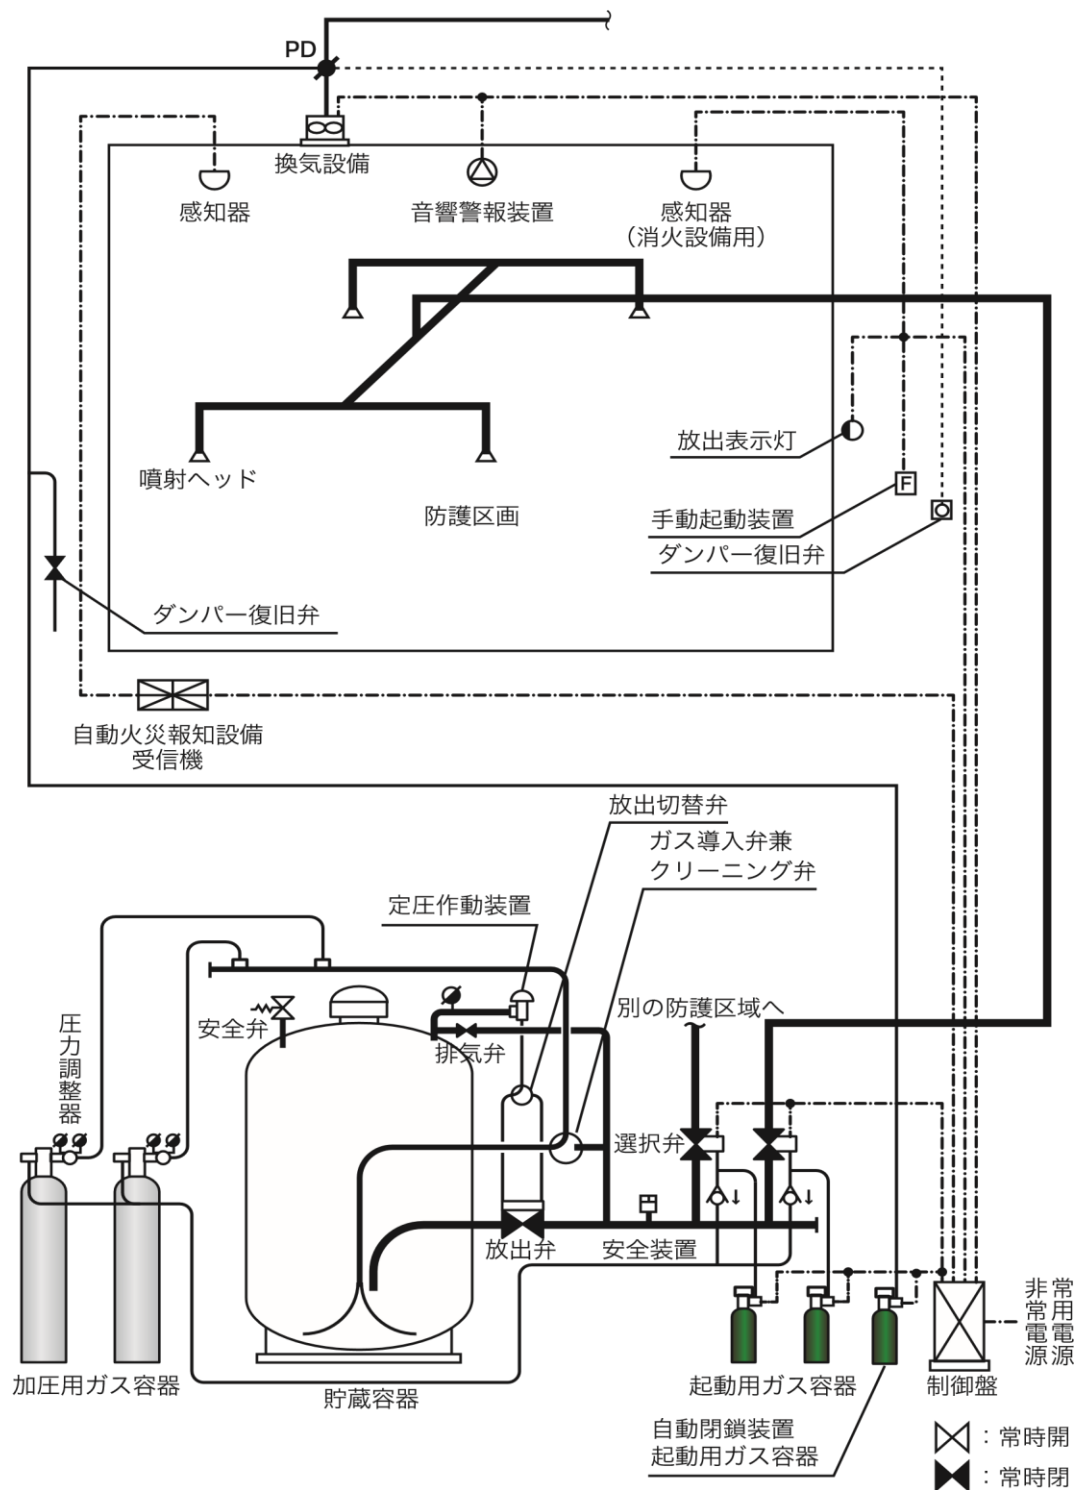 PD
換気設備
感知器
音響警報装置
感知器
（消火設備用）
放出表示灯
噴射ヘッド
F
防護区画
手動起動装置
ダンパー復旧弁
ダンパー復旧弁
自動火災報知設備
受信機
放出切替弁
ガス導入弁兼
クリーニング弁
定圧作動装置
別の防護区域へ
安全弁
圧力調整器
排気弁
選択弁
放出弁
安全装置
非常電源
常用電源
加圧用ガス容器
貯蔵容器
起動用ガス容器
制御盤
自動閉鎖装置
起動用ガス容器
：常時開
：常時閉